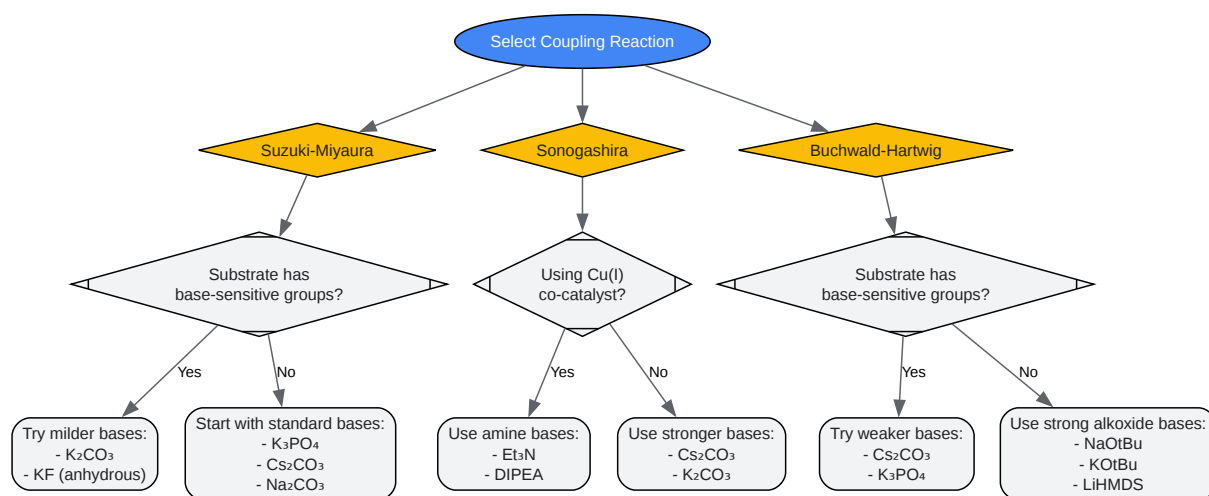 Select Coupling Reaction
Suzuki-Miyaura
Sonogashira
Buchwald-Hartwig
Substrate has
base-sensitive groups?
Using Cu(I)
co-catalyst?
Substrate has
base-sensitive groups?
Yes
No
Yes
No
Yes
No
Try milder bases:
- K₂CO₃
- KF (anhydrous)
Start with standard bases:
- K₃PO₄
- Cs₂CO₃
- Na₂CO₃
Use amine bases:
- Et₃N
- DIPEA
Use stronger bases:
- Cs₂CO₃
- K₂CO₃
Try weaker bases:
- Cs₂CO₃
- K₃PO₄
Use strong alkoxide bases:
- NaOtBu
- KOtBu
- LiHMDS